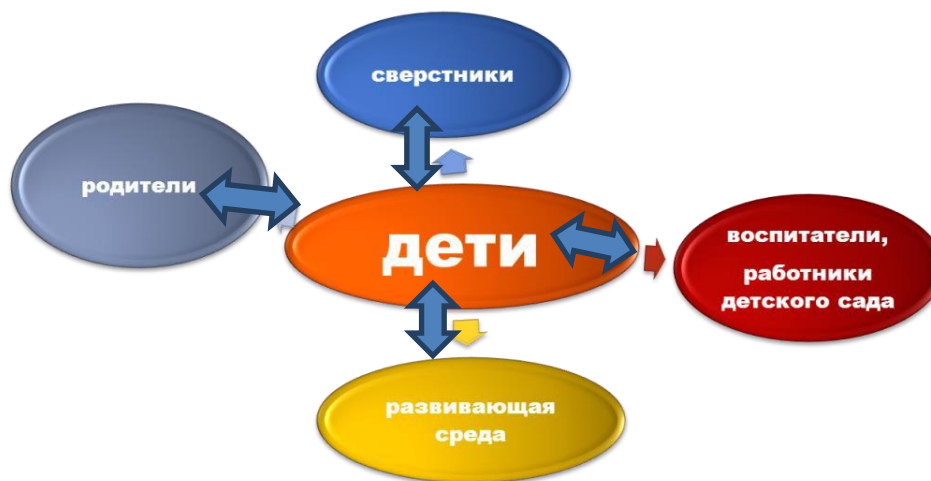 сверстники
родители
дети
воспитатели,
работники
детского сада
развивающая
среда